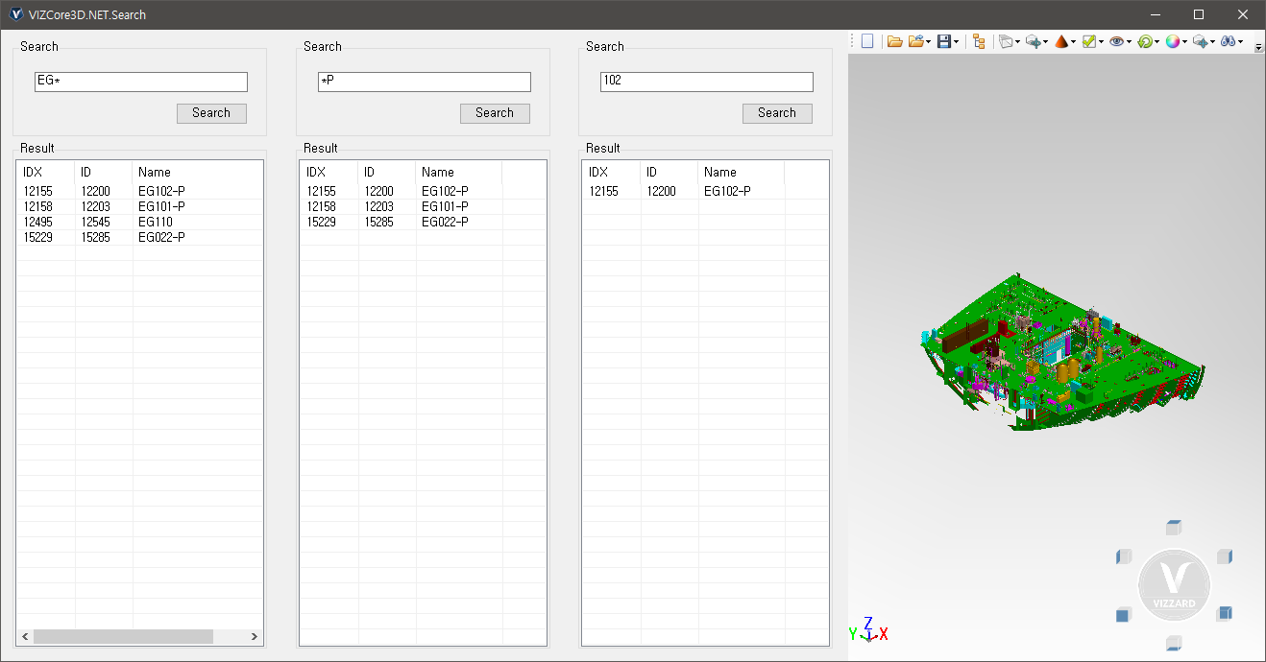 VIZCore3D.NET.Search
Search
EG*
Search
Result
IDX ID Name
12155 12200 EG102-P
12158 12203 EG101-P
12495 12545 EG110
15229 15285 EG022-P
Search
*P
Search
Result
IDX ID Name
12155 12200 EG102-P
12158 12203 EG101-P
15229 15285 EG022-P
Search
102
Search
Result
IDX ID Name
12155 12200 EG102-P
VIZZARD
Z
Y X